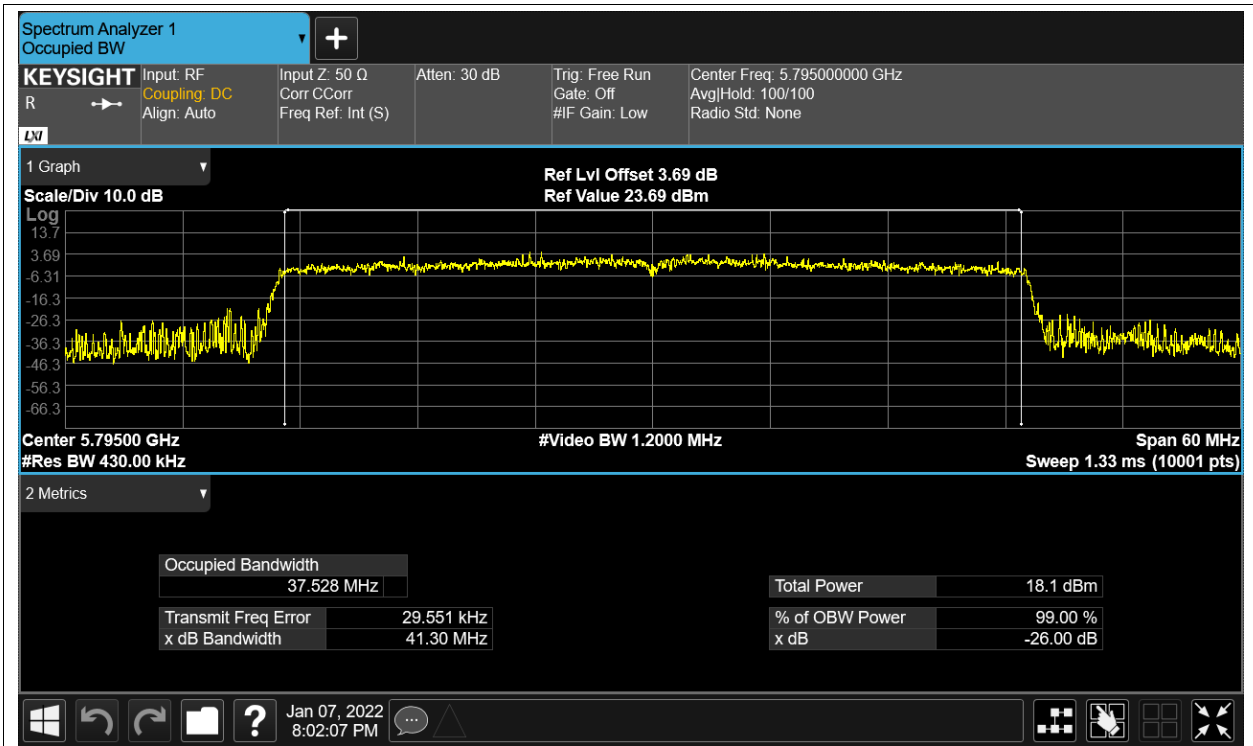 Spectrum Analyzer 1
Occupied BW
KEYSIGHT
R
LXI
Input: RF
Coupling: DC
Align: Auto
Input Z: 50 Ω
Corr CCorr
Freq Ref: Int (S)
Atten: 30 dB
Trig: Free Run
Gate: Off
#IF Gain: Low
Center Freq: 5.795000000 GHz
Avg|Hold: 100/100
Radio Std: None
1 Graph
Scale/Div 10.0 dB
Ref Lvl Offset 3.69 dB
Ref Value 23.69 dBm
Log
13.7
3.69
-6.31
-16.3
-26.3
-36.3
-46.3
-56.3
-66.3
Center 5.79500 GHz
#Res BW 430.00 kHz
#Video BW 1.2000 MHz
Span 60 MHz
Sweep 1.33 ms (10001 pts)
2 Metrics
Occupied Bandwidth
37.528 MHz
Transmit Freq Error 29.551 kHz
x dB Bandwidth 41.30 MHz
Total Power 18.1 dBm
% of OBW Power 99.00 %
x dB -26.00 dB
?
Jan 07, 2022
8:02:07 PM